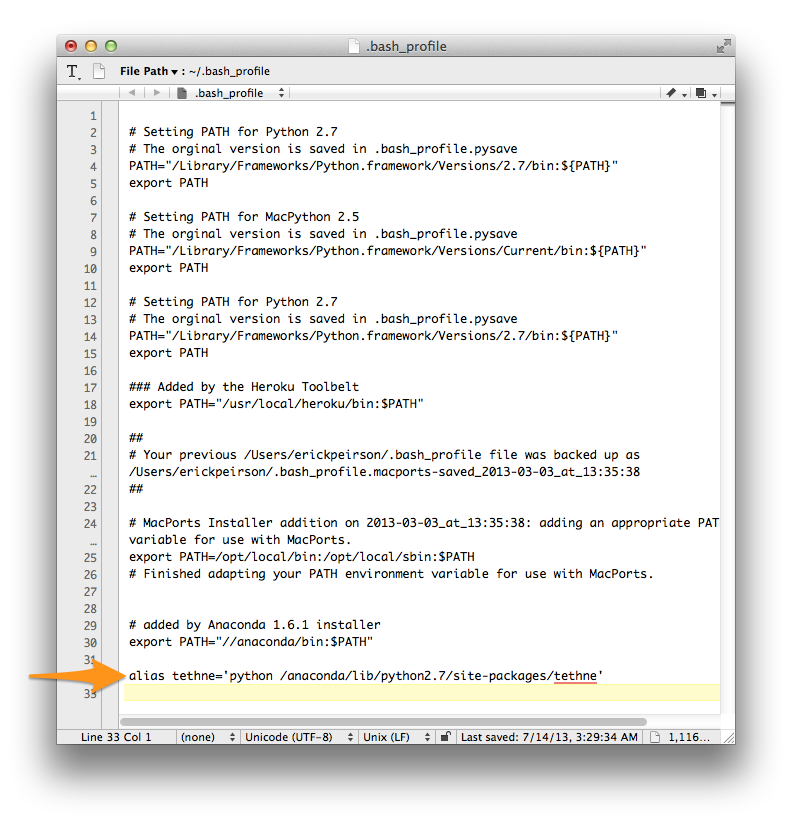 .bash_profile
T. File Path ▾ : ~/.bash_profile
.bash_profile
1
2 # Setting PATH for Python 2.7
3 # The orginal version is saved in .bash_profile.pysave
4 PATH="/Library/Frameworks/Python.framework/Versions/2.7/bin:${PATH}"
5 export PATH
6
7 # Setting PATH for MacPython 2.5
8 # The orginal version is saved in .bash_profile.pysave
9 PATH="/Library/Frameworks/Python.framework/Versions/Current/bin:${PATH}"
10 export PATH
11
12 # Setting PATH for Python 2.7
13 # The orginal version is saved in .bash_profile.pysave
14 PATH="/Library/Frameworks/Python.framework/Versions/2.7/bin:${PATH}"
15 export PATH
16
17 ### Added by the Heroku Toolbelt
18 export PATH="/usr/local/heroku/bin:$PATH"
19
20 ##
21 # Your previous /Users/erickpeirson/.bash_profile file was backed up as
… /Users/erickpeirson/.bash_profile.macports-saved_2013-03-03_at_13:35:38
22 ##
23
24 # MacPorts Installer addition on 2013-03-03_at_13:35:38: adding an appropriate PAT
… variable for use with MacPorts.
25 export PATH=/opt/local/bin:/opt/local/sbin:$PATH
26 # Finished adapting your PATH environment variable for use with MacPorts.
27
28
29 # added by Anaconda 1.6.1 installer
30 export PATH="//anaconda/bin:$PATH"
31
alias tethne='python /anaconda/lib/python2.7/site-packages/tethne'
33
Line 33 Col 1 (none) Unicode (UTF-8) Unix (LF) Last saved: 7/14/13, 3:29:34 AM 1,116…